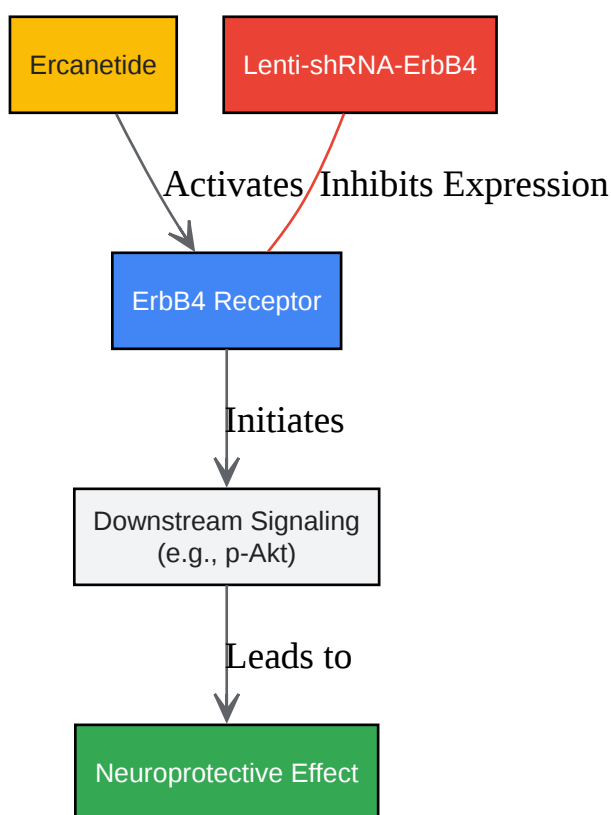 Ercanetide
Lenti-shRNA-ErbB4
Activates
Inhibits Expression
ErbB4 Receptor
Initiates
Downstream Signaling
(e.g., p-Akt)
Leads to
Neuroprotective Effect